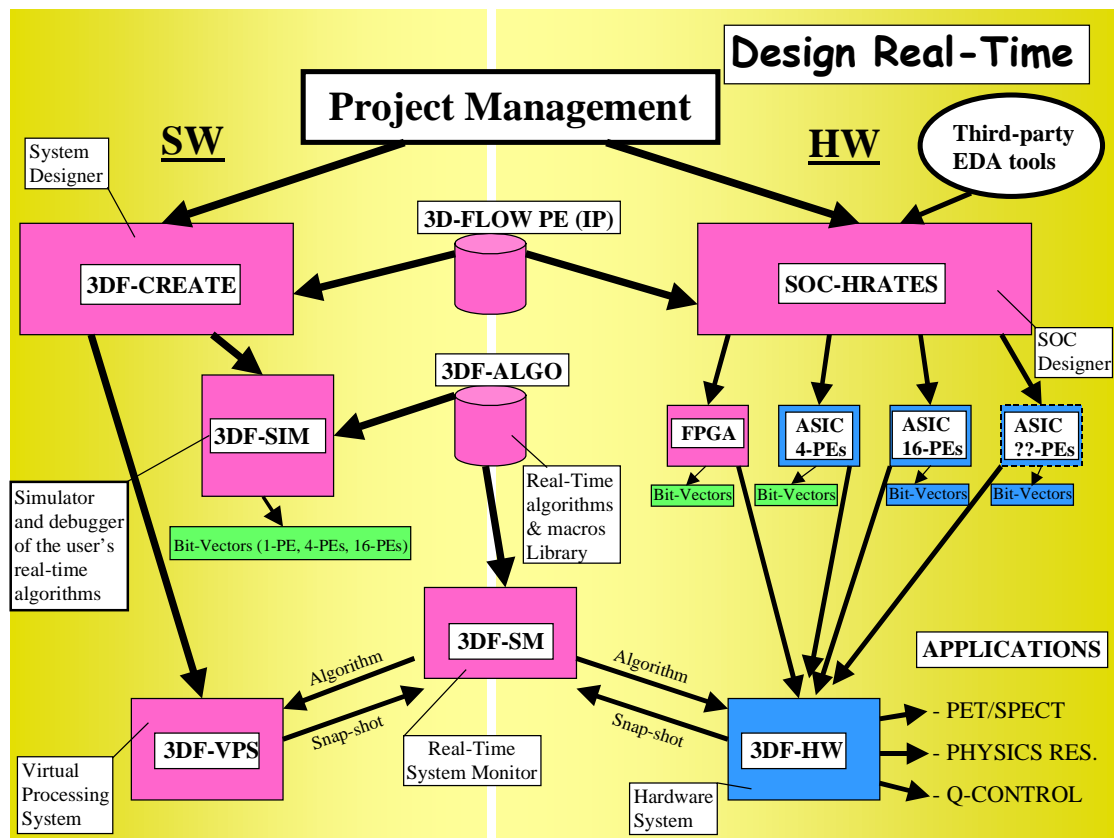 Design Real-Time
Project Management
SW
HW
Third-party
EDA tools
System
Designer
3D-FLOW PE (IP)
3DF-CREATE
SOC-HRATES
SOC
Designer
3DF-ALGO
3DF-SIM
FPGA
ASIC
4-PEs
ASIC
16-PEs
ASIC
??-PEs
Bit-Vectors
Bit-Vectors
Bit-Vectors
Bit-Vectors
Simulator
and debugger
of the user's
real-time
algorithms
Real-Time
algorithms
& macros
Library
Bit-Vectors (1-PE, 4-PEs, 16-PEs)
3DF-SM
APPLICATIONS
Algorithm
Algorithm
Snap-shot
Snap-shot
3DF-VPS
3DF-HW
- PET/SPECT
- PHYSICS RES.
- Q-CONTROL
Virtual
Processing
System
Real-Time
System Monitor
Hardware
System